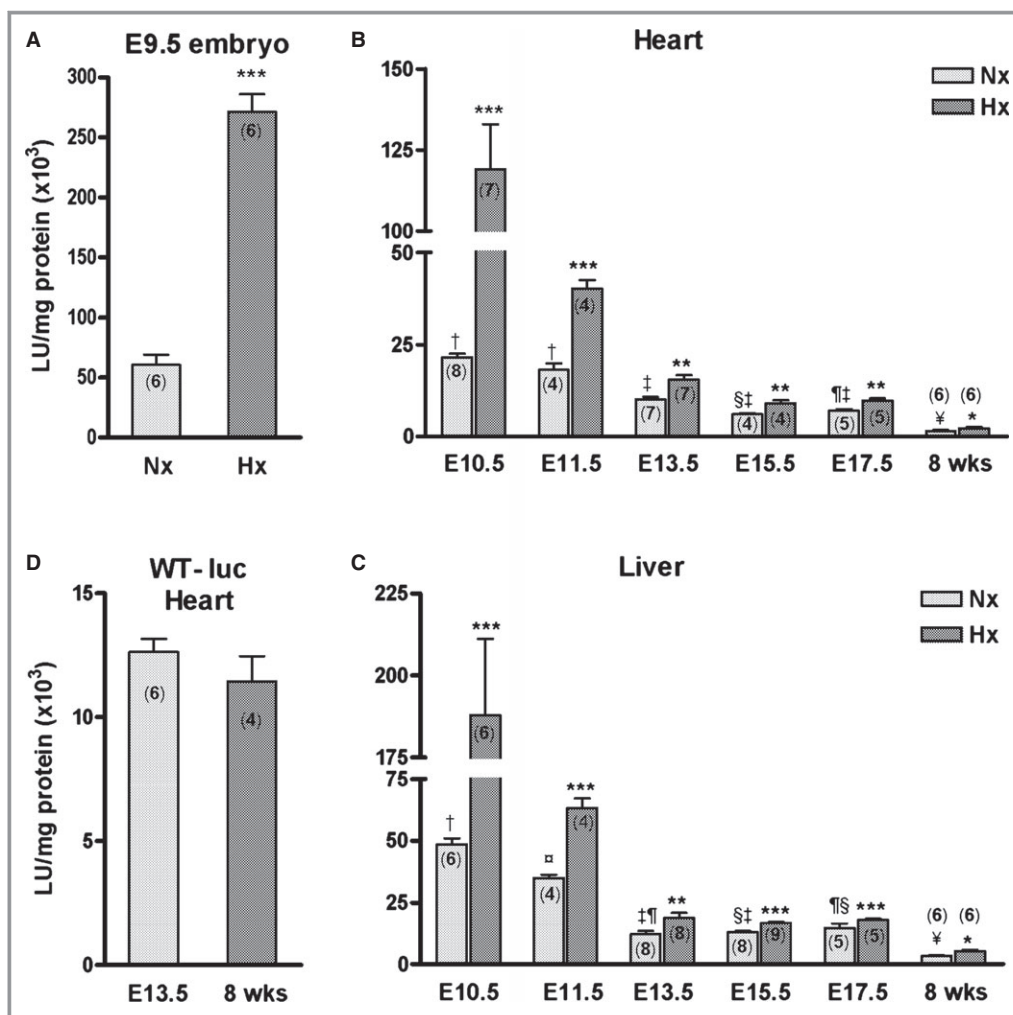 A
E9.5 embryo
LU/mg protein (x10³)
300
250
200
150
100
50
0
***
(6)
(6)
Nx
Hx
B
Heart
Nx
Hx
150
125
100
50
25
0
***
(7)
†
(8)
***
†
(4)
(4)
‡
(7)
**
(7)
§‡
(4)
**
(4)
¶‡
(5)
**
(5)
(6) (6)
¥ *
E10.5
E11.5
E13.5
E15.5
E17.5
8 wks
D
WT- luc
Heart
LU/mg protein (x10³)
15
10
5
0
(6)
(4)
E13.5
8 wks
C
Liver
Nx
Hx
225
200
175
75
50
25
0
***
(6)
†
(6)
***
¤
(4)
(4)
‡¶
(8)
**
(8)
§‡
(8)
***
(9)
¶§
(5)
***
(5)
(6) (6)
¥ *
E10.5
E11.5
E13.5
E15.5
E17.5
8 wks